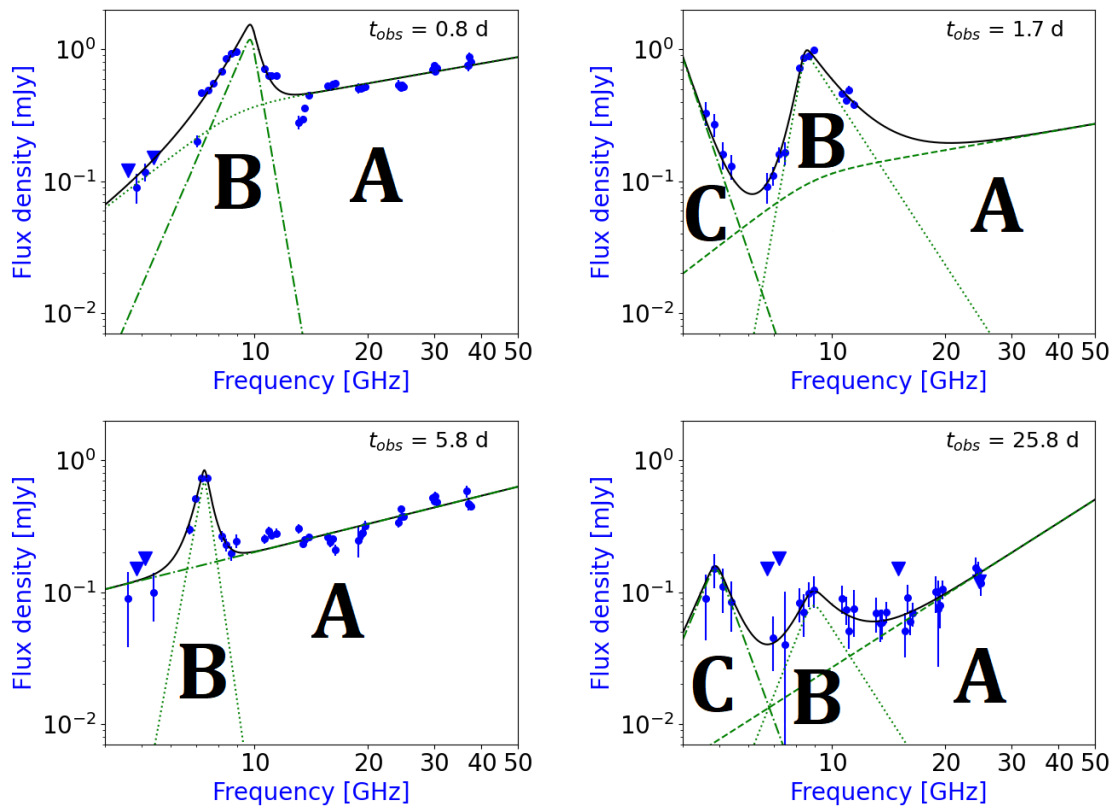 t_obs = 0.8 d
Flux density [mJy]
10^0
10^-1
10^-2
B
A
10 20 30 40 50
Frequency [GHz]
t_obs = 1.7 d
Flux density [mJy]
10^0
10^-1
10^-2
B
C
A
10 20 30 40 50
Frequency [GHz]
t_obs = 5.8 d
Flux density [mJy]
10^0
10^-1
10^-2
A
B
10 20 30 40 50
Frequency [GHz]
t_obs = 25.8 d
Flux density [mJy]
10^0
10^-1
10^-2
C
B
A
10 20 30 40 50
Frequency [GHz]